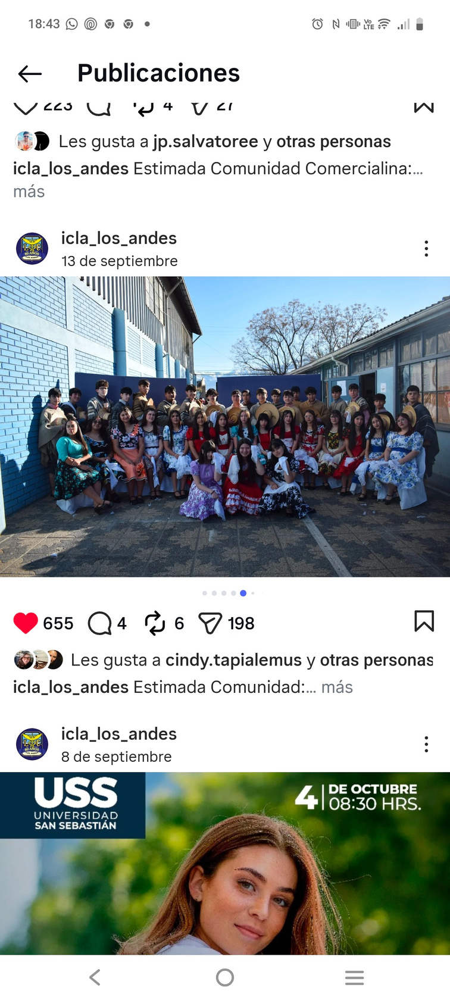 18:43
Vo
LTE
Publicaciones
223 4 27
Les gusta a jp.salvatoree y otras personas
icla_los_andes Estimada Comunidad Comercialina:...
más
icla_los_andes
13 de septiembre
655 4 6 198
Les gusta a cindy.tapialemus y otras personas
icla_los_andes Estimada Comunidad:... más
icla_los_andes
8 de septiembre
USS
UNIVERSIDAD
SAN SEBASTIÁN
4 DE OCTUBRE
08:30 HRS.